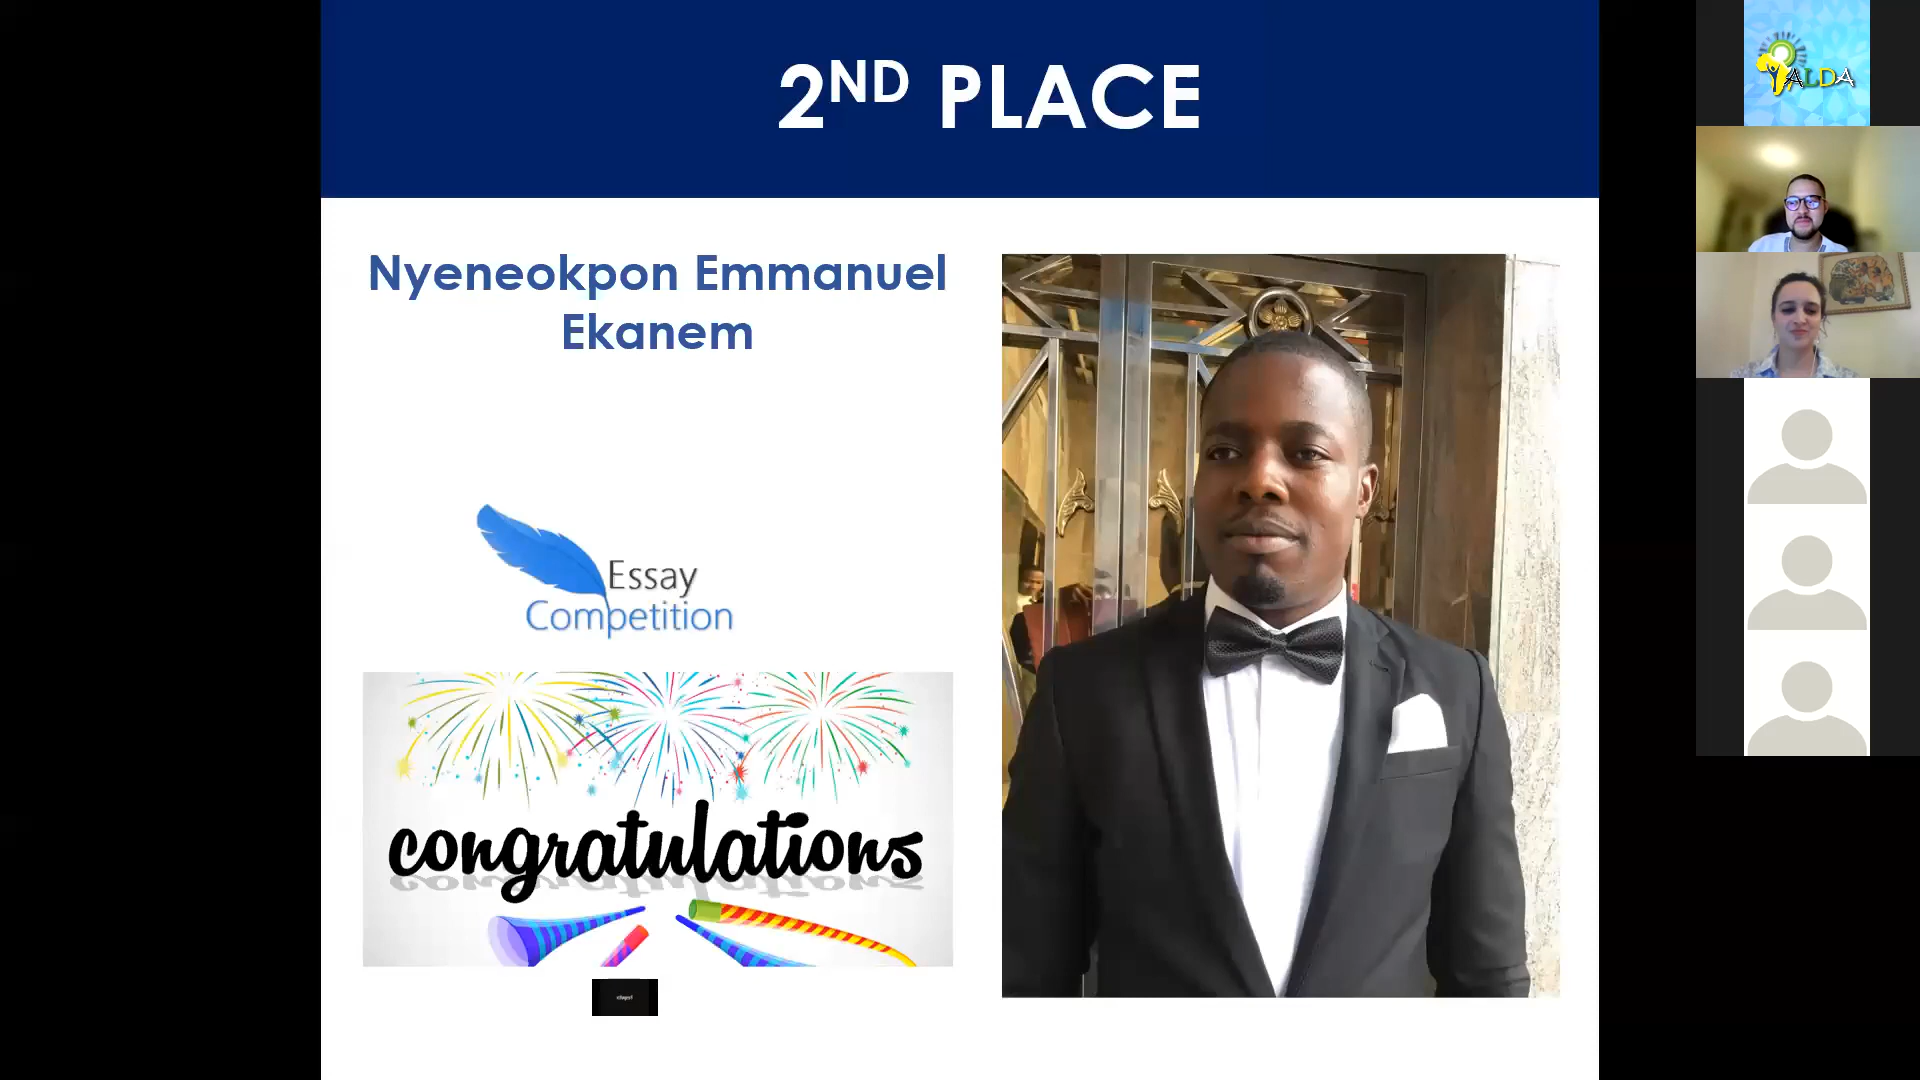 2ND PLACE
Nyeneokpon Emmanuel
Ekanem
Essay
Competition
congratulations
YALDA